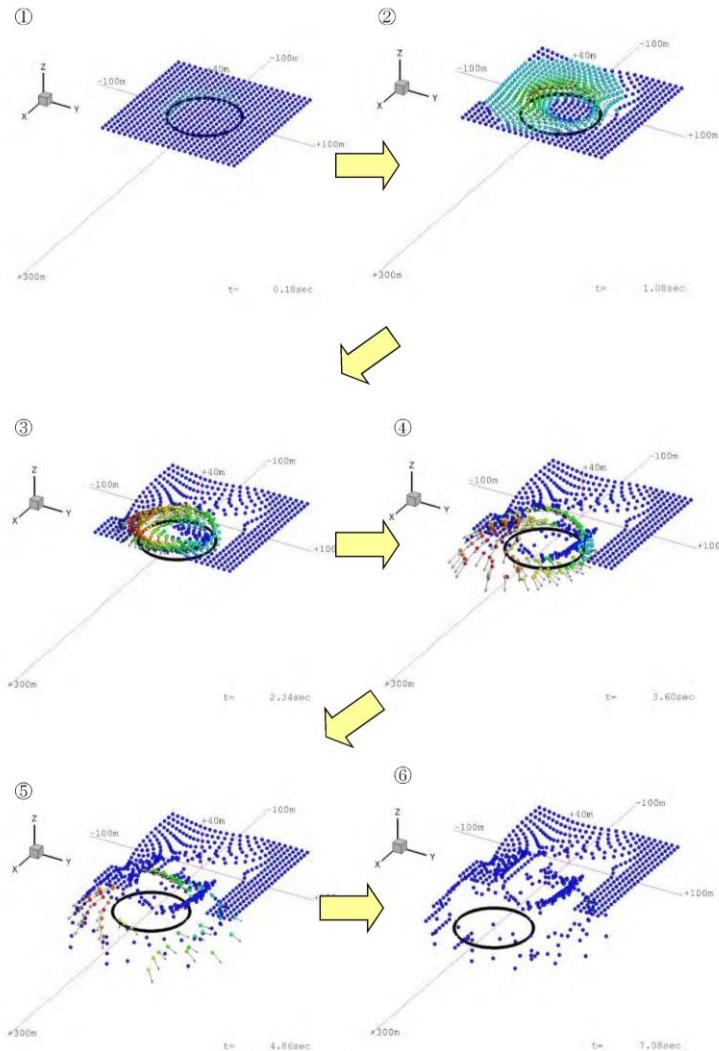 ①
Z
X
Y
-100m
+40m
-100m
+100m
+300m
t= 0.18sec
②
Z
X
Y
-100m
+40m
-100m
+100m
+300m
t= 1.08sec
③
Z
X
Y
-100m
+40m
-100m
+100m
+300m
t= 2.34sec
④
Z
X
Y
-100m
+40m
-100m
+100m
+300m
t= 3.60sec
⑤
Z
X
Y
-100m
+40m
-100m
+100m
+300m
t= 4.86sec
⑥
Z
X
Y
-100m
+40m
-100m
+100m
+300m
t= 7.08sec